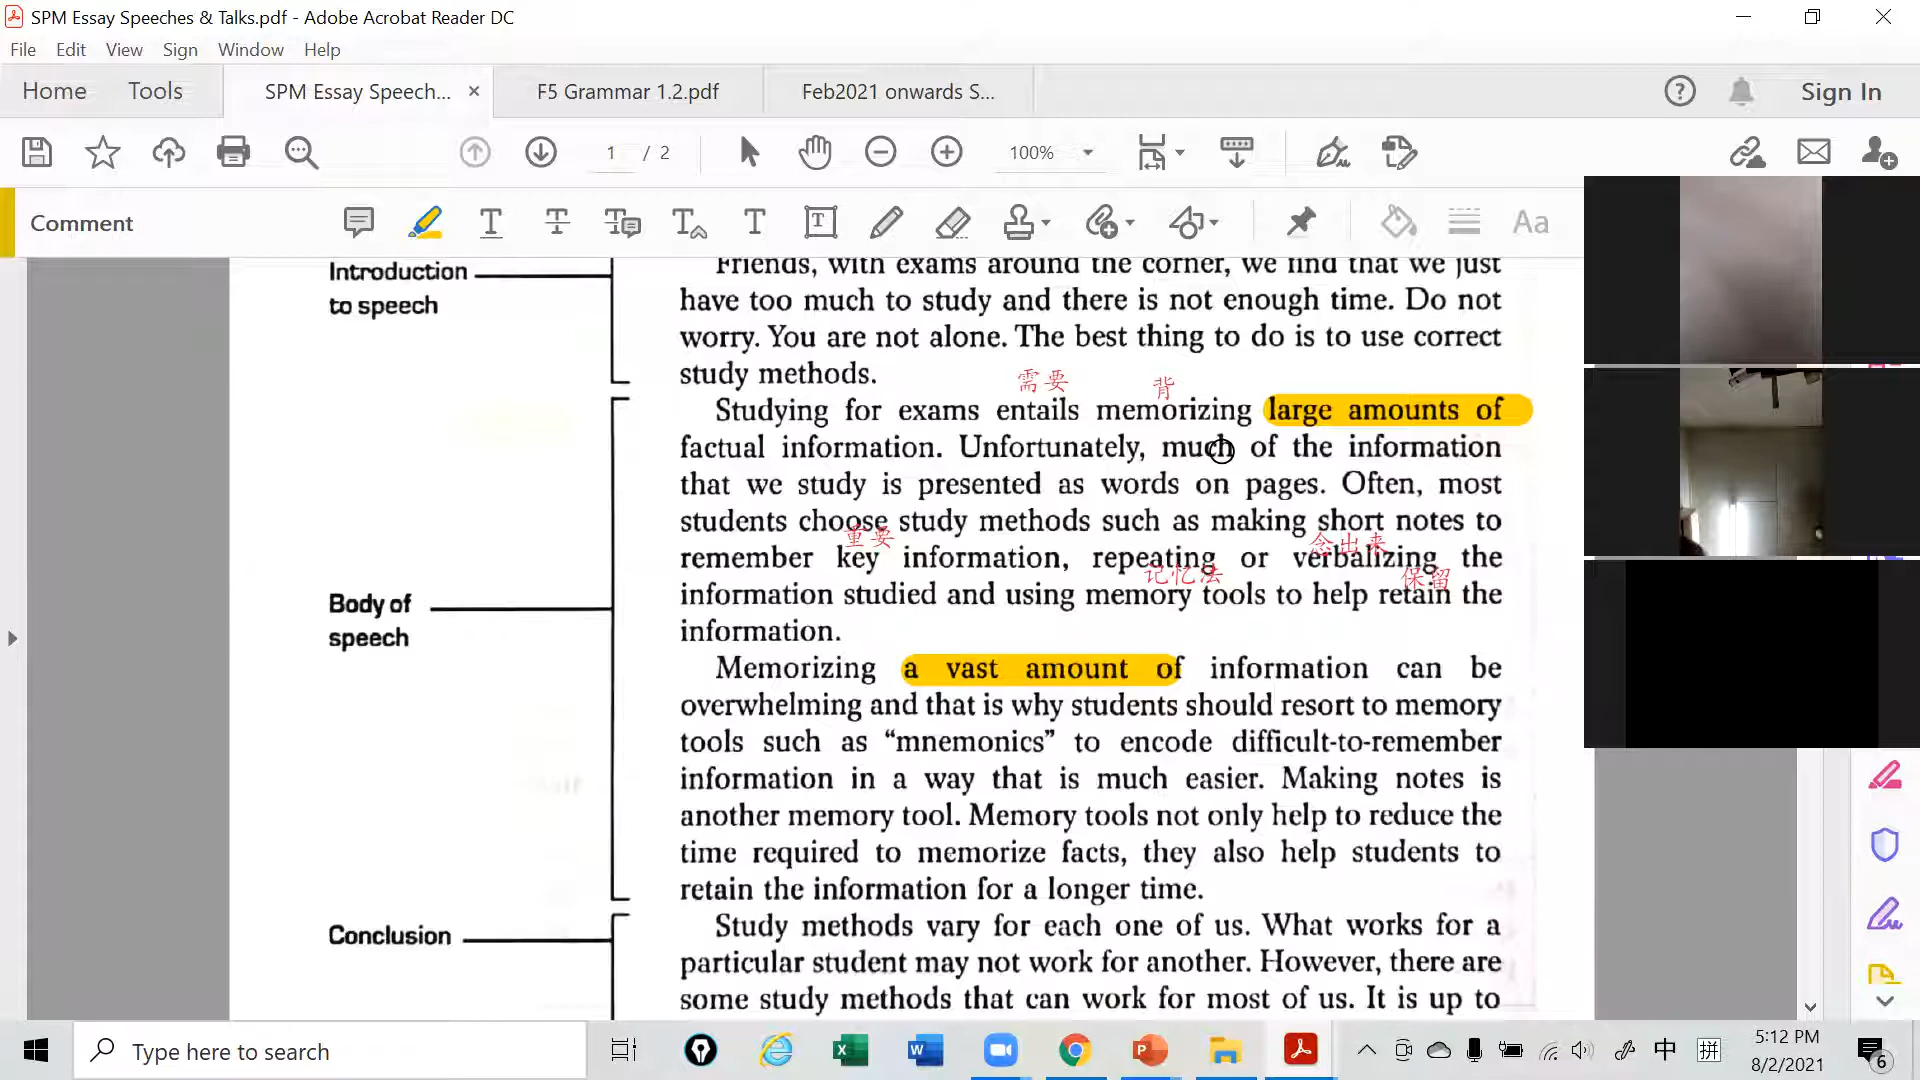 SPM Essay Speeches & Talks.pdf - Adobe Acrobat Reader DC
File Edit View Sign Window Help
Home Tools SPM Essay Speech... × F5 Grammar 1.2.pdf Feb2021 onwards S... Sign In
1 / 2 100%
Comment
Introduction
to speech
Friends, with exams around the corner, we find that we just
have too much to study and there is not enough time. Do not
worry. You are not alone. The best thing to do is to use correct
study methods.
需要 背
Body of
speech
Studying for exams entails memorizing large amounts of
factual information. Unfortunately, much of the information
that we study is presented as words on pages. Often, most
students choose study methods such as making short notes to
重要 念出来
remember key information, repeating or verbalizing the
记忆法 保留
information studied and using memory tools to help retain the
information.
Memorizing a vast amount of information can be
overwhelming and that is why students should resort to memory
tools such as “mnemonics” to encode difficult-to-remember
information in a way that is much easier. Making notes is
another memory tool. Memory tools not only help to reduce the
time required to memorize facts, they also help students to
retain the information for a longer time.
Conclusion
Study methods vary for each one of us. What works for a
particular student may not work for another. However, there are
some study methods that can work for most of us. It is up to
Type here to search
中 拼
5:12 PM
8/2/2021
6